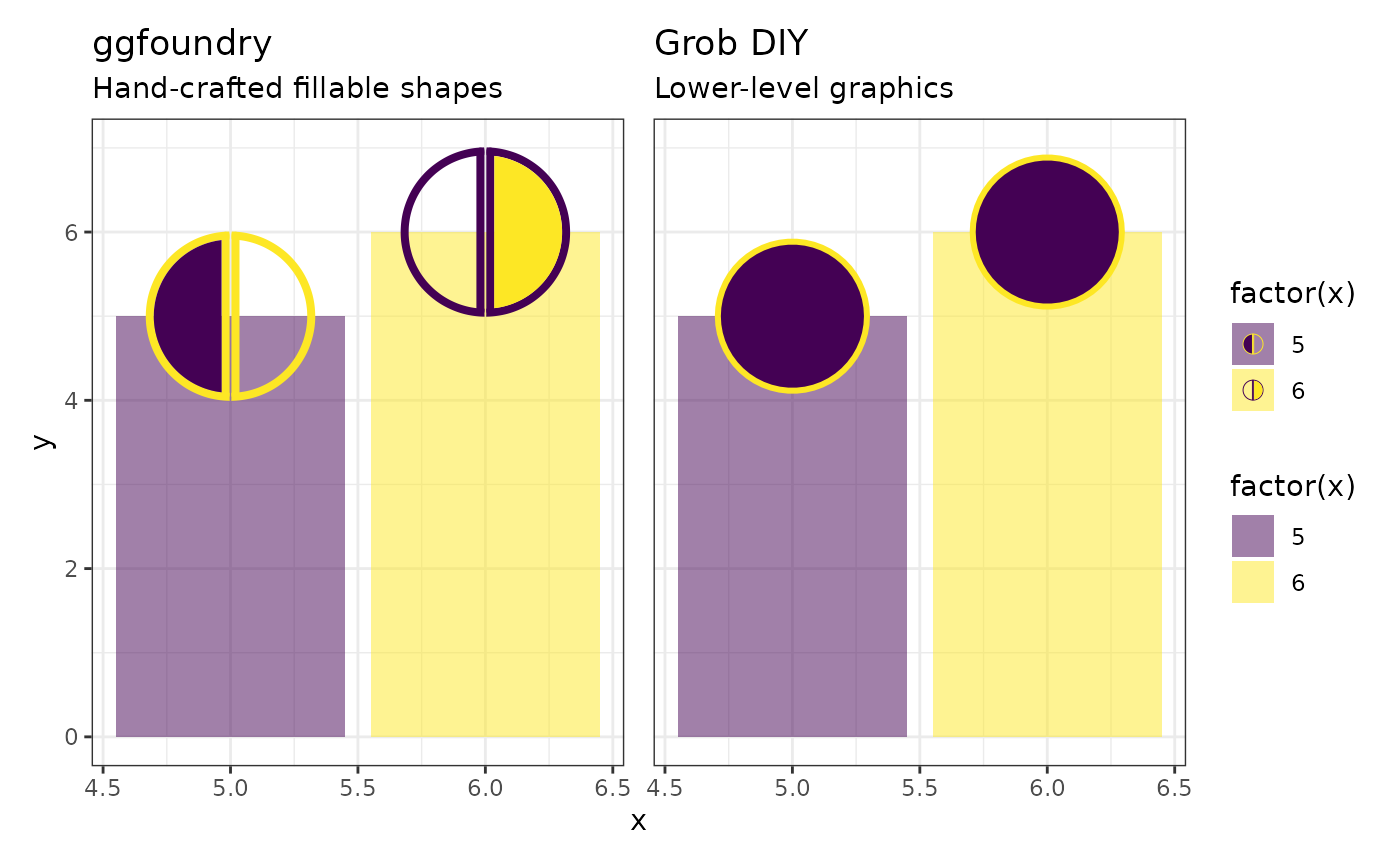 ggfoundry
Hand-crafted fillable shapes
Grob DIY
Lower-level graphics
6
4
2
0
y
4.5 5.0 5.5 6.0 6.5
4.5 5.0 5.5 6.0 6.5
x
factor(x)
5
6
factor(x)
5
6